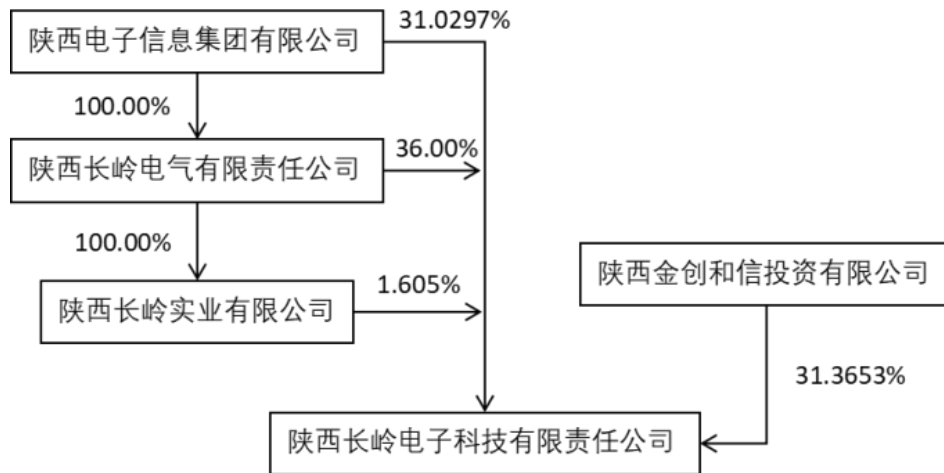 31.0297%
陕西电子信息集团有限公司
100.00%
36.00%
陕西长岭电气有限责任公司
100.00%
陕西金创和信投资有限公司
1.605%
陕西长岭实业有限公司
31.3653%
陕西长岭电子科技有限责任公司